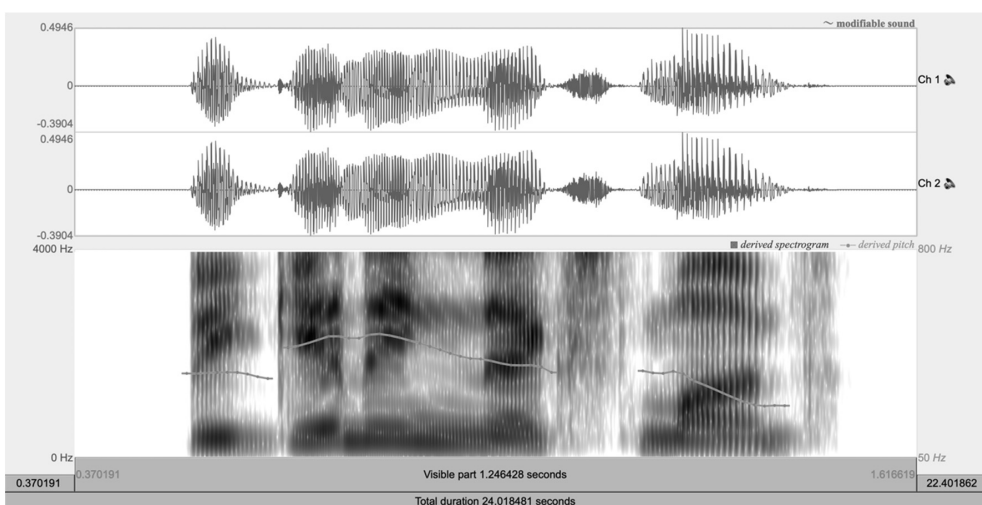 0.4946
~ modifiable sound
0
Ch 1
-0.3904
0.4946
0
Ch 2
-0.3904
4000 Hz
derived spectrogram
derived pitch
800 Hz
0 Hz
50 Hz
0.370191
Visible part 1.246428 seconds
1.616619
0.370191
22.401862
Total duration 24.018481 seconds